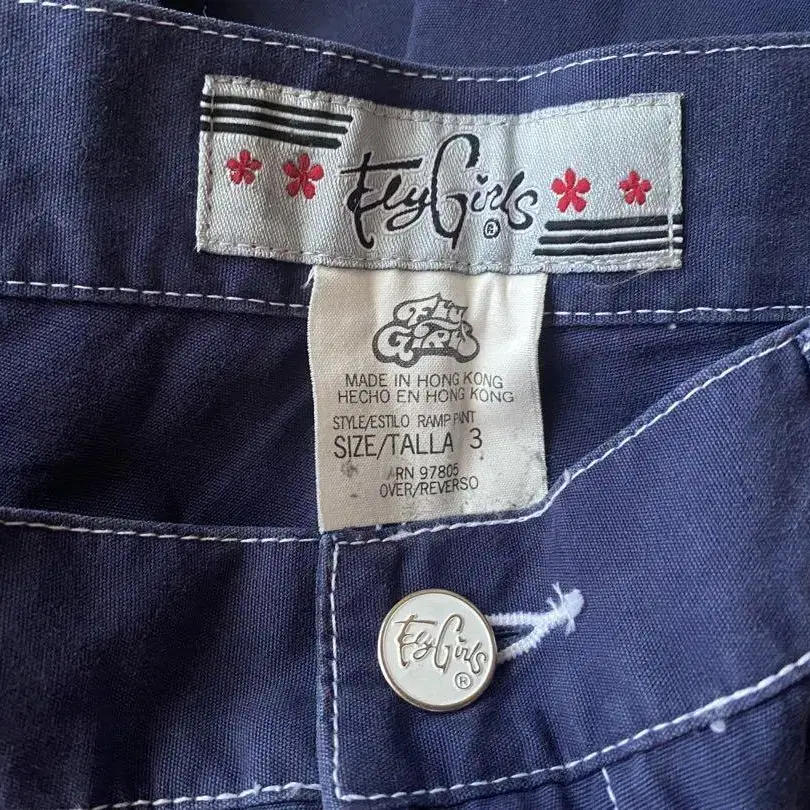 FlyGirls ®
FLY
GIRLS
MADE IN HONG KONG
HECHO EN HONG KONG
STYLE/ESTILO RAMP PANT
SIZE/TALLA 3
RN 97805
OVER/REVERSO
FlyGirls
®